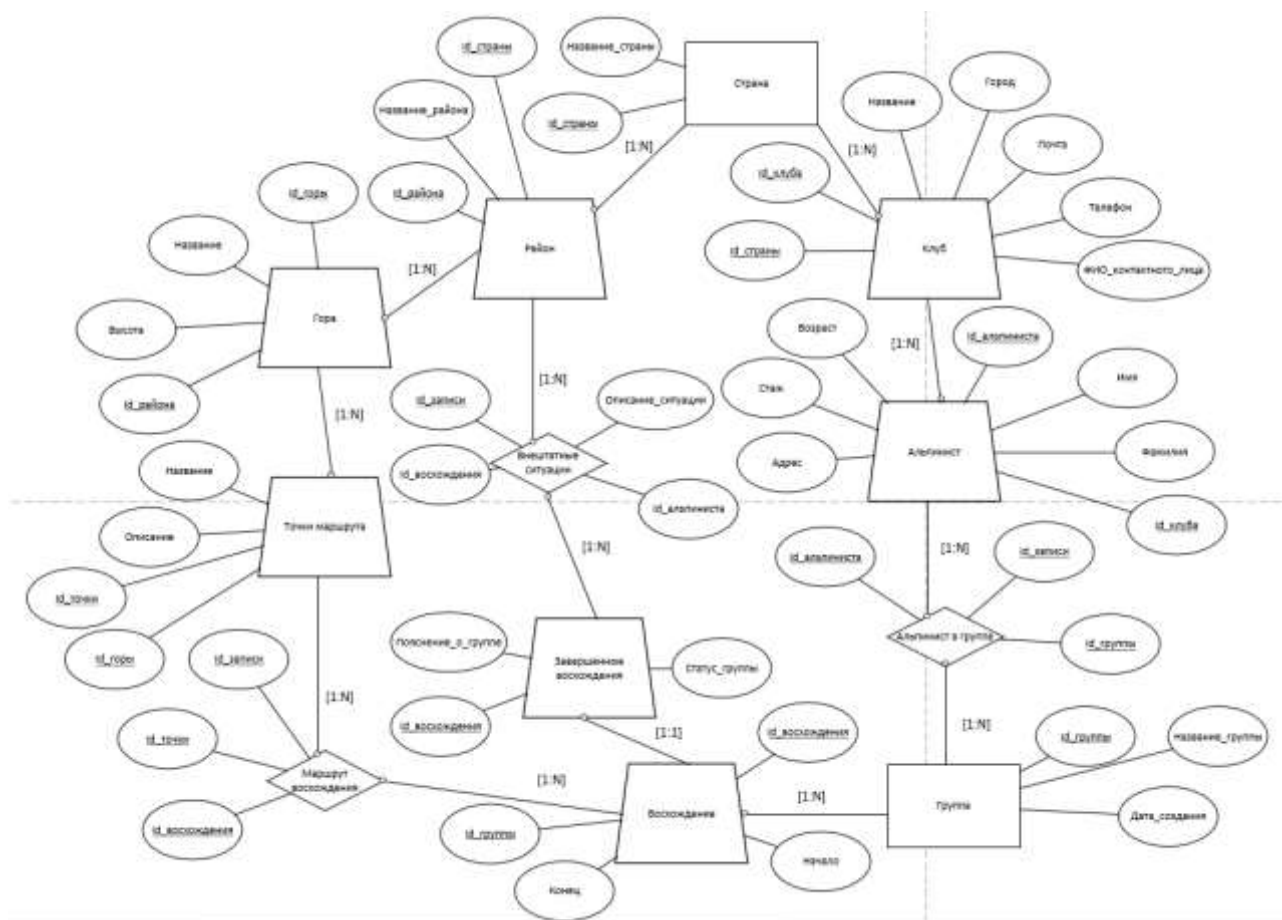 Id_страны
Название_страны
Страна
Город
Название
Название_района
Id_страны
Почта
[1:N]
[1:N]
Id_клуба
Id_района
Id_горы
Телефон
Название
Район
Id_страны
Клуб
[1:N]
ФИО_контактного_лица
Гора
Высота
Возраст
Id_альпиниста
[1:N]
Id_района
[1:N]
Стаж
Имя
Id_записи
Описание_ситуации
[1:N]
Альпинист
Фамилия
Внештатные
ситуации
Адрес
Название
Id_восхождения
Id_альпиниста
Id_клуба
Точки маршрута
Описание
[1:N]
[1:N]
Id_альпиниста
Id_записи
Id_точки
Альпинист в группе
Id_группы
Пояснение_о_группе
Id_горы
Id_записи
Завершенное
восхождение
Статус_группы
[1:N]
Id_восхождения
[1:N]
Id_точки
[1:1]
Id_восхождения
Id_группы
Название_группы
Маршрут
восхождения
[1:N]
[1:N]
Id_восхождения
Id_группы
Восхождение
Группа
Дата_создания
Конец
Начало